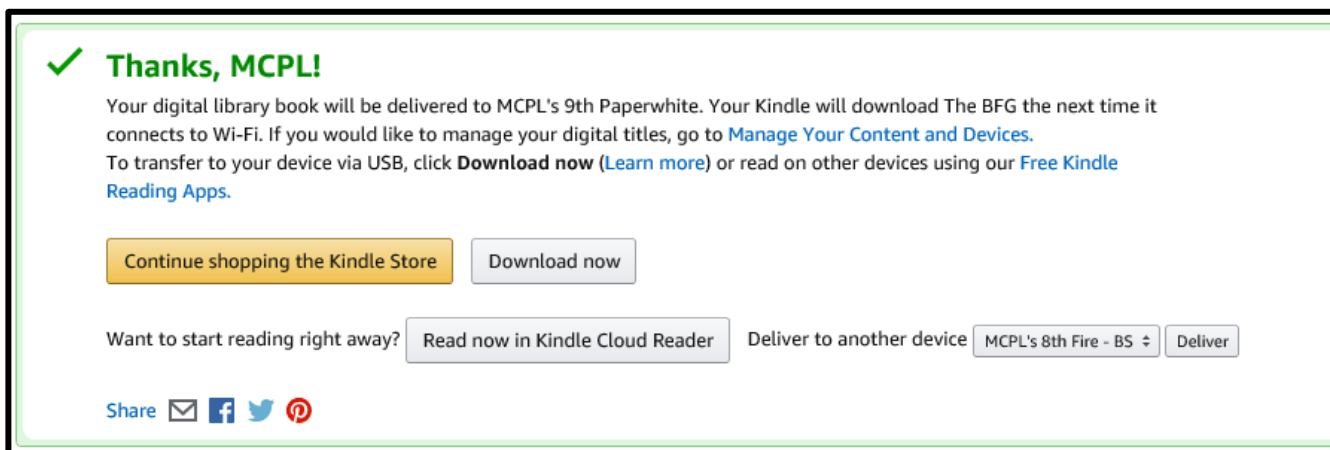 Thanks, MCPL!
Your digital library book will be delivered to MCPL's 9th Paperwhite. Your Kindle will download The BFG the next time it
connects to Wi-Fi. If you would like to manage your digital titles, go to Manage Your Content and Devices.
To transfer to your device via USB, click Download now (Learn more) or read on other devices using our Free Kindle
Reading Apps.
Continue shopping the Kindle Store Download now
Want to start reading right away? Read now in Kindle Cloud Reader Deliver to another device MCPL's 8th Fire - BS Deliver
Share